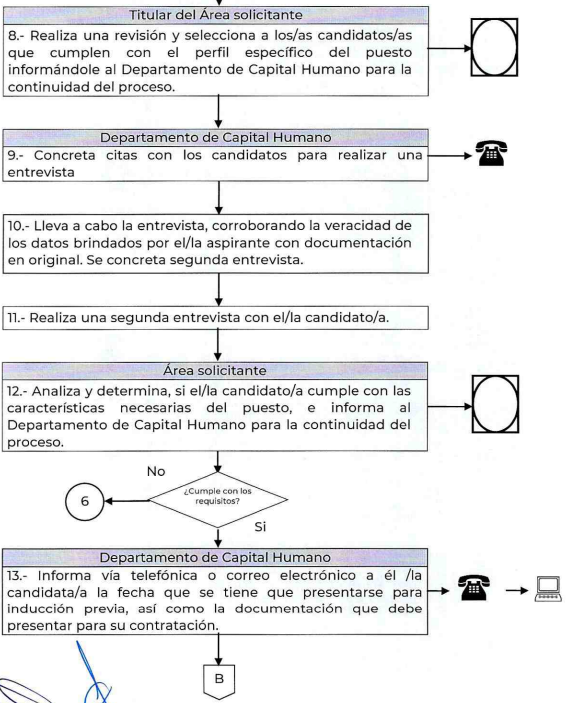 Titular del Área solicitante
8.- Realiza una revisión y selecciona a los/as candidatos/as
que cumplen con el perfil específico del puesto
informándole al Departamento de Capital Humano para la
continuidad del proceso.
Departamento de Capital Humano
9.- Concreta citas con los candidatos para realizar una
entrevista
10.- Lleva a cabo la entrevista, corroborando la veracidad de
los datos brindados por el/la aspirante con documentación
en original. Se concreta segunda entrevista.
11.- Realiza una segunda entrevista con el/la candidato/a.
Área solicitante
12.- Analiza y determina, si el/la candidato/a cumple con las
características necesarias del puesto, e informa al
Departamento de Capital Humano para la continuidad del
proceso.
No
6
¿Cumple con los
requisitos?
Si
Departamento de Capital Humano
13.- Informa vía telefónica o correo electrónico a él /la
candidata/a la fecha que se tiene que presentarse para
inducción previa, así como la documentación que debe
presentar para su contratación.
B